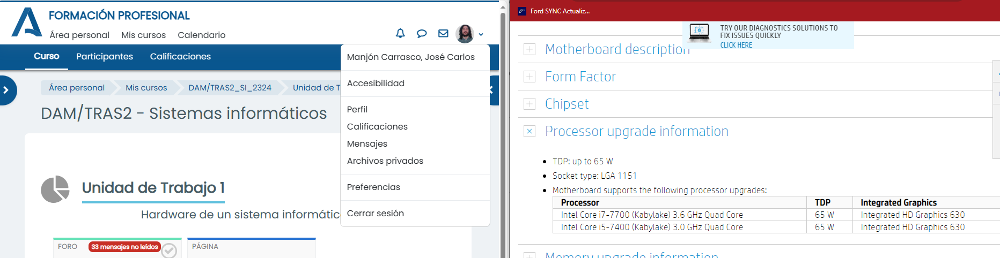 FORMACIÓN PROFESIONAL
Área personal Mis cursos Calendario
Curso Participantes Calificaciones
Área personal Mis cursos DAM/TRAS2_SI_2324 Unidad de T
DAM/TRAS2 - Sistemas informáticos
Unidad de Trabajo 1
Hardware de un sistema informátic
FORO 33 mensajes no leídos
PÁGINA
Manjón Carrasco, José Carlos
Accesibilidad
Perfil
Calificaciones
Mensajes
Archivos privados
Preferencias
Cerrar sesión
Ford SYNC Actualiz...
TRY OUR DIAGNOSTICS SOLUTIONS TO
FIX ISSUES QUICKLY
CLICK HERE
Motherboard description
Form Factor
Chipset
Processor upgrade information
TDP: up to 65 W
Socket type: LGA 1151
Motherboard supports the following processor upgrades:
Processor TDP Integrated Graphics
Intel Core i7-7700 (Kabylake) 3.6 GHz Quad Core 65 W Integrated HD Graphics 630
Intel Core i5-7400 (Kabylake) 3.0 GHz Quad Core 65 W Integrated HD Graphics 630
Memory upgrade information